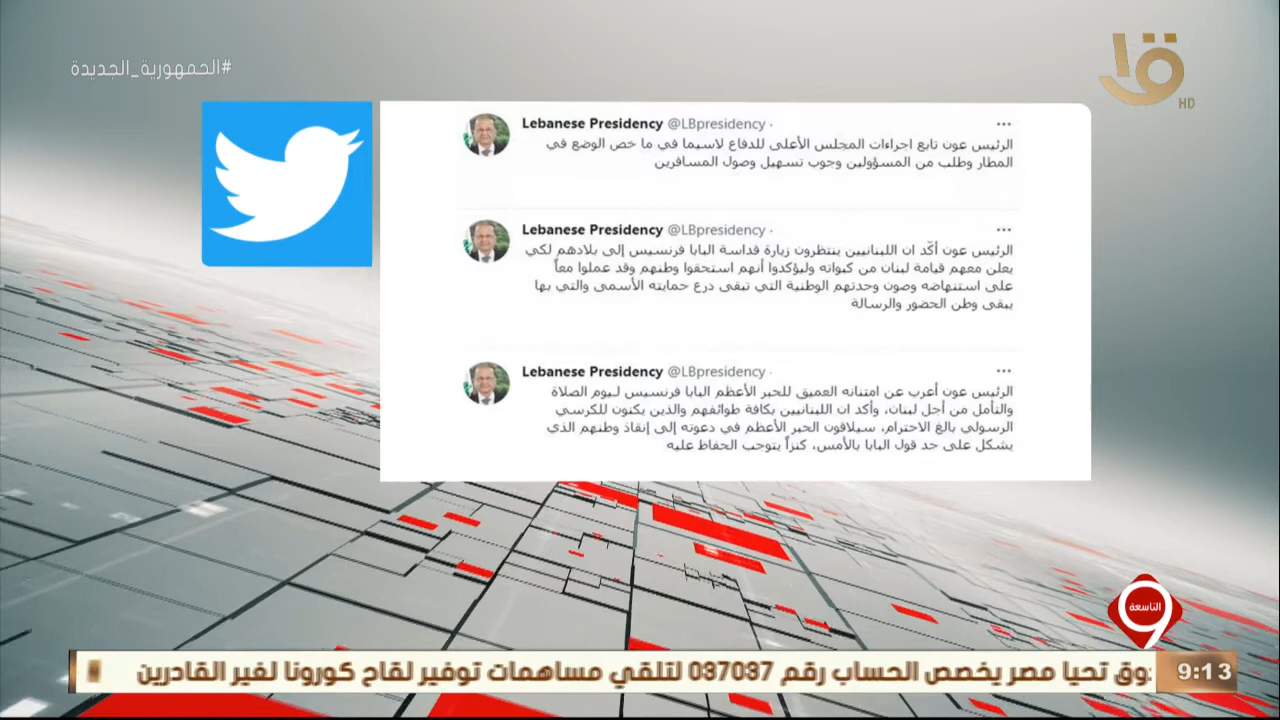 #الجمهورية_الجديدة
HD
Lebanese Presidency @LBpresidency ·
الرئيس عون تابع اجراءات المجلس الأعلى للدفاع لاسيما في ما خص الوضع في
المطار وطلب من المسؤولين وجوب تسهيل وصول المسافرين
Lebanese Presidency @LBpresidency ·
الرئيس عون أكّد ان اللبنانيين ينتظرون زيارة قداسة البابا فرنسيس إلى بلادهم لكي
يعلن معهم قيامة لبنان من كبواته وليؤكدوا أنهم استحقوا وطنهم وقد عملوا معاً
على استنهاضه وصون وحدتهم الوطنية التي تبقى درع حمايته الأسمى والتي بها
يبقى وطن الحضور والرسالة
Lebanese Presidency @LBpresidency ·
الرئيس عون أعرب عن امتنانه العميق للحبر الأعظم البابا فرنسيس لـيوم الصلاة
والتأمل من أجل لبنان، وأكد ان اللبنانيين بكافة طوائفهم والذين يكنون للكرسي
الرسولي بالغ الاحترام، سيلاقون الحبر الأعظم في دعوته إلى إنقاذ وطنهم الذي
يشكل على حد قول البابا بالأمس، كنزاً يتوجب الحفاظ عليه
التاسعة
9
دوق تحيا مصر يخصص الحساب رقم 037037 لتلقي مساهمات توفير لقاح كورونا لغير القادرين
9:13